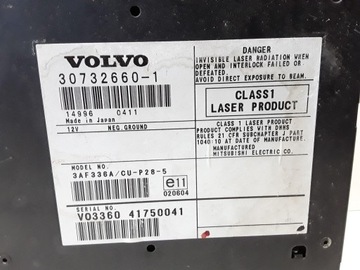 VOLVO
30732660-1
14996 0411
Made in Japan
12V NEG.GROUND
MODEL NO.
3AF336A/CU-P28-5
e11
020604
SERIAL NO.
VO3360 41750041
DANGER
INVISIBLE LASER RADIATION WHEN
OPEN AND INTERLOCK FAILED OR
DEFEATED.
AVOID DIRECT EXPOSURE TO BEAM.
CLASS1
LASER PRODUCT
CLASS 1 LASER PRODUCT
PRODUCT COMPLIES WITH DHHS
RULES 21 CFR SUBCHAPTER J PART
1040:10 AT DATE OF MANUFACTURE.
MANUFACTURED
MITSUBISHI ELECTRIC CO.